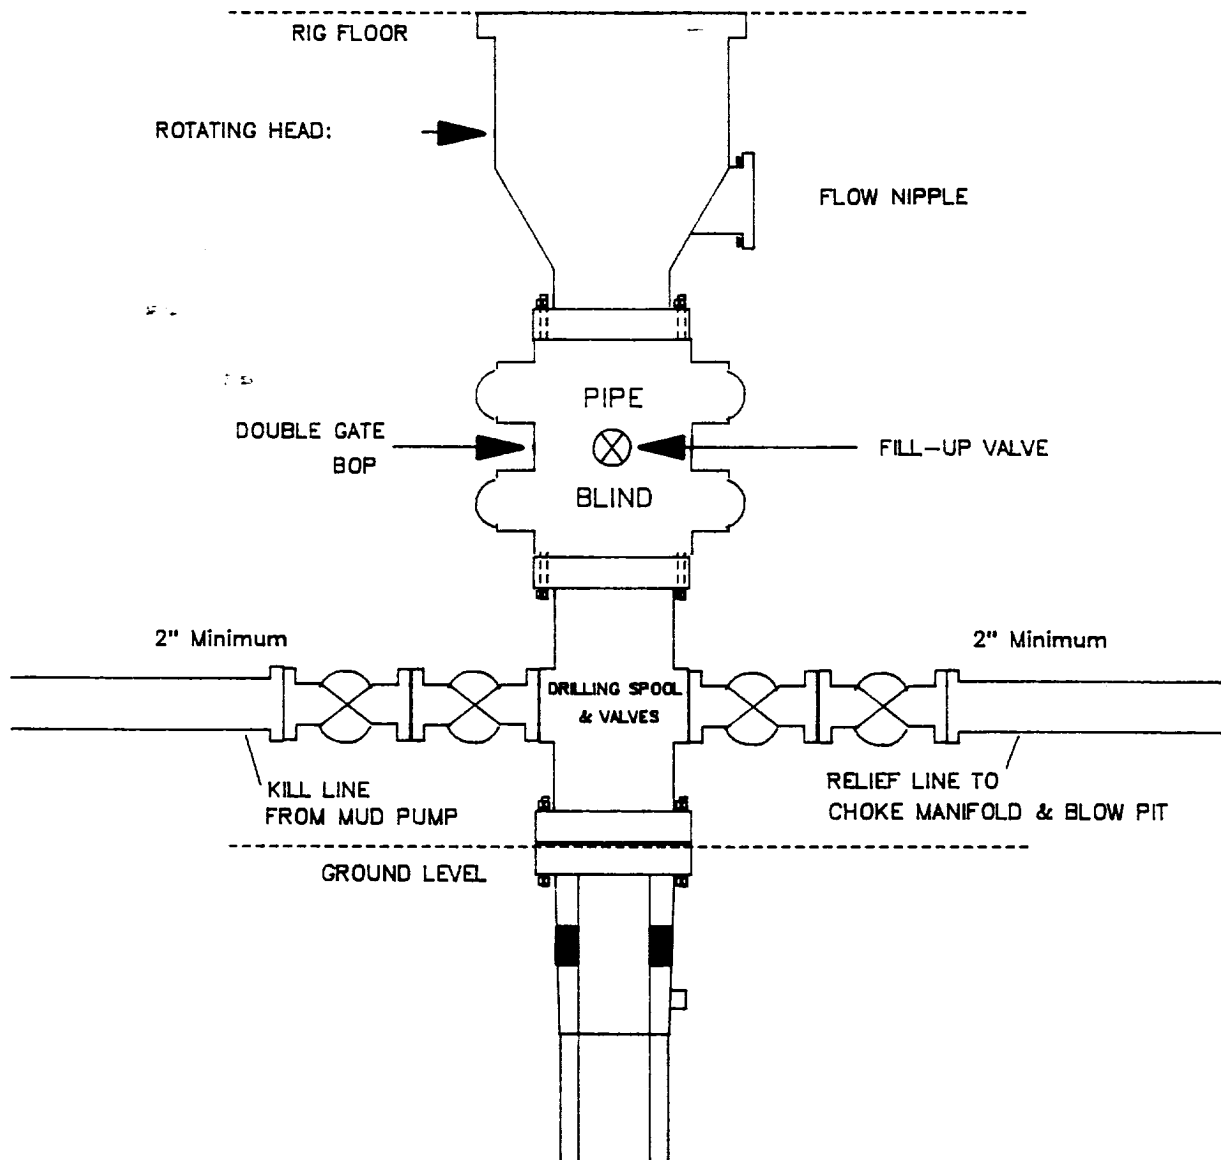 RIG FLOOR
ROTATING HEAD:
FLOW NIPPLE
PIPE
DOUBLE GATE
BOP
FILL-UP VALVE
BLIND
2" Minimum
2" Minimum
DRILLING SPOOL
& VALVES
KILL LINE
FROM MUD PUMP
RELIEF LINE TO
CHOKE MANIFOLD & BLOW PIT
GROUND LEVEL